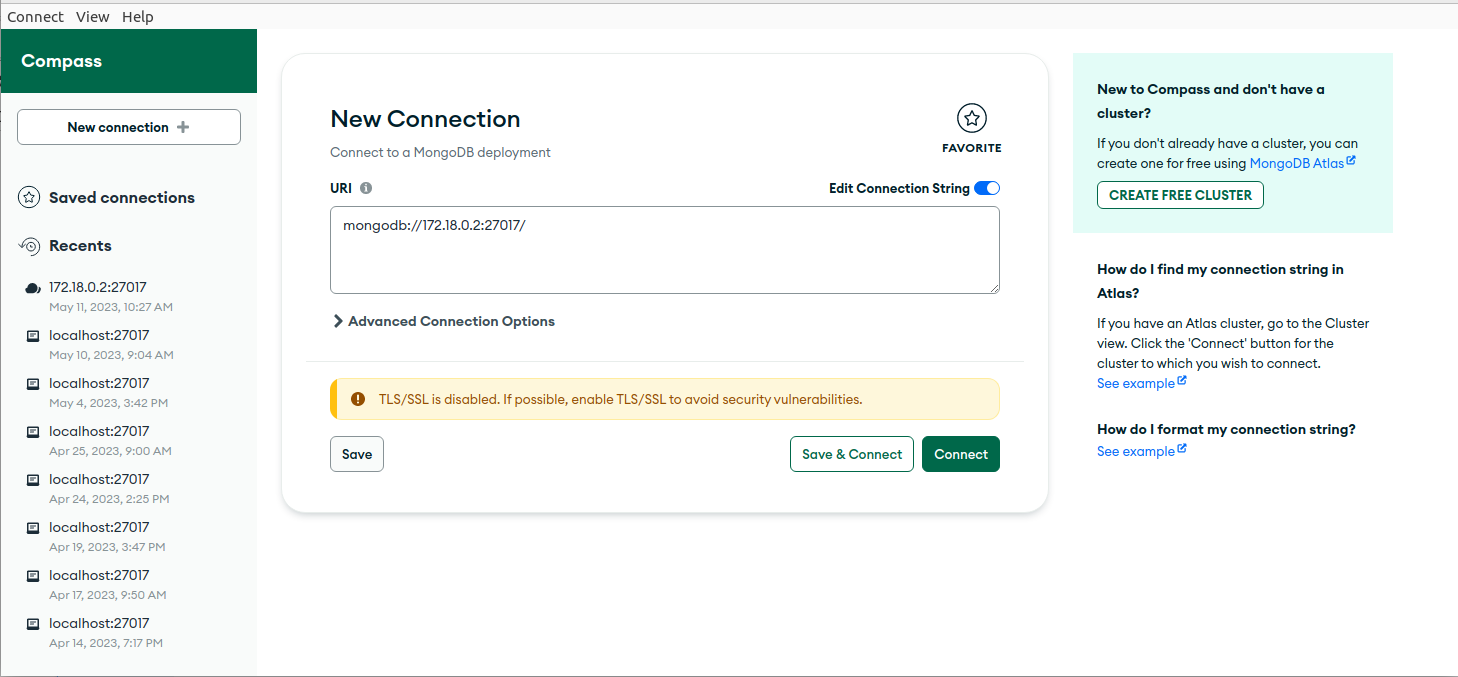 Connect View Help
Compass
New connection
Saved connections
Recents
172.18.0.2:27017
May 11, 2023, 10:27 AM
localhost:27017
May 10, 2023, 9:04 AM
localhost:27017
May 4, 2023, 3:42 PM
localhost:27017
Apr 25, 2023, 9:00 AM
localhost:27017
Apr 24, 2023, 2:25 PM
localhost:27017
Apr 19, 2023, 3:47 PM
localhost:27017
Apr 17, 2023, 9:50 AM
localhost:27017
Apr 14, 2023, 7:17 PM
New Connection
Connect to a MongoDB deployment
FAVORITE
URI
Edit Connection String
mongodb://172.18.0.2:27017/
Advanced Connection Options
TLS/SSL is disabled. If possible, enable TLS/SSL to avoid security vulnerabilities.
Save
Save & Connect
Connect
New to Compass and don't have a
cluster?
If you don't already have a cluster, you can
create one for free using MongoDB Atlas
CREATE FREE CLUSTER
How do I find my connection string in
Atlas?
If you have an Atlas cluster, go to the Cluster
view. Click the 'Connect' button for the
cluster to which you wish to connect.
See example
How do I format my connection string?
See example